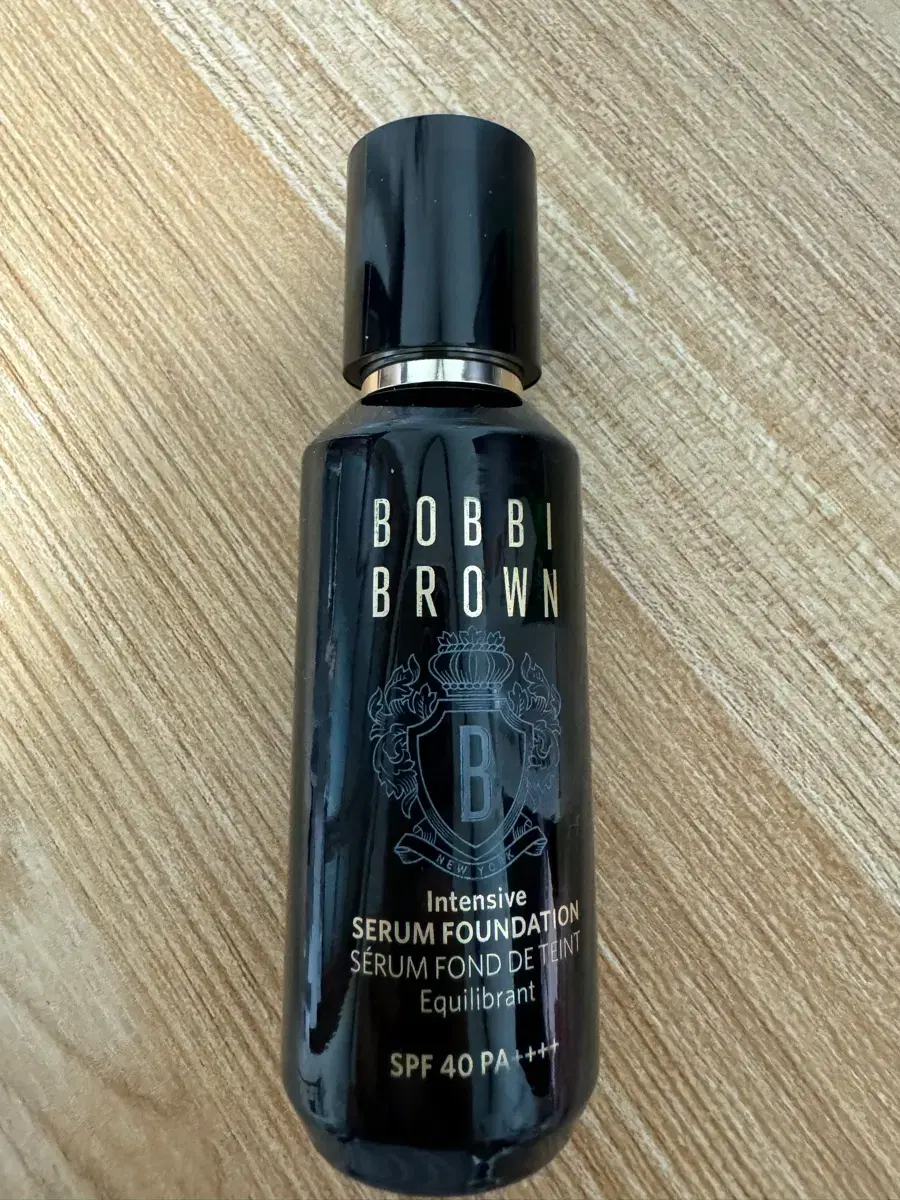 BOBBI
BROWN
B
NEW YORK
Intensive
SERUM FOUNDATION
SÉRUM FOND DE TEINT
Equilibrant
SPF 40 PA++++